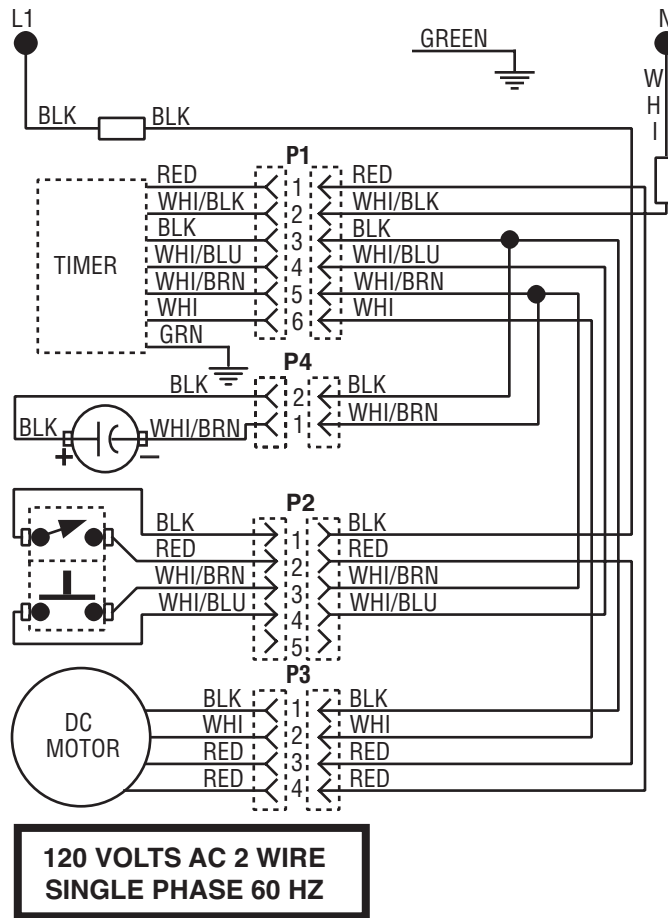 L1
GREEN
N
W
H
I
BLK
BLK
P1
RED 1 RED
WHI/BLK 2 WHI/BLK
BLK 3 BLK
TIMER
WHI/BLU 4 WHI/BLU
WHI/BRN 5 WHI/BRN
WHI 6 WHI
GRN
P4
BLK 2 BLK
BLK WHI/BRN 1 WHI/BRN
+ −
P2
BLK 1 BLK
RED 2 RED
WHI/BRN 3 WHI/BRN
WHI/BLU 4 WHI/BLU
5
P3
BLK 1 BLK
DC
MOTOR
WHI 2 WHI
RED 3 RED
RED 4 RED
120 VOLTS AC 2 WIRE
SINGLE PHASE 60 HZ